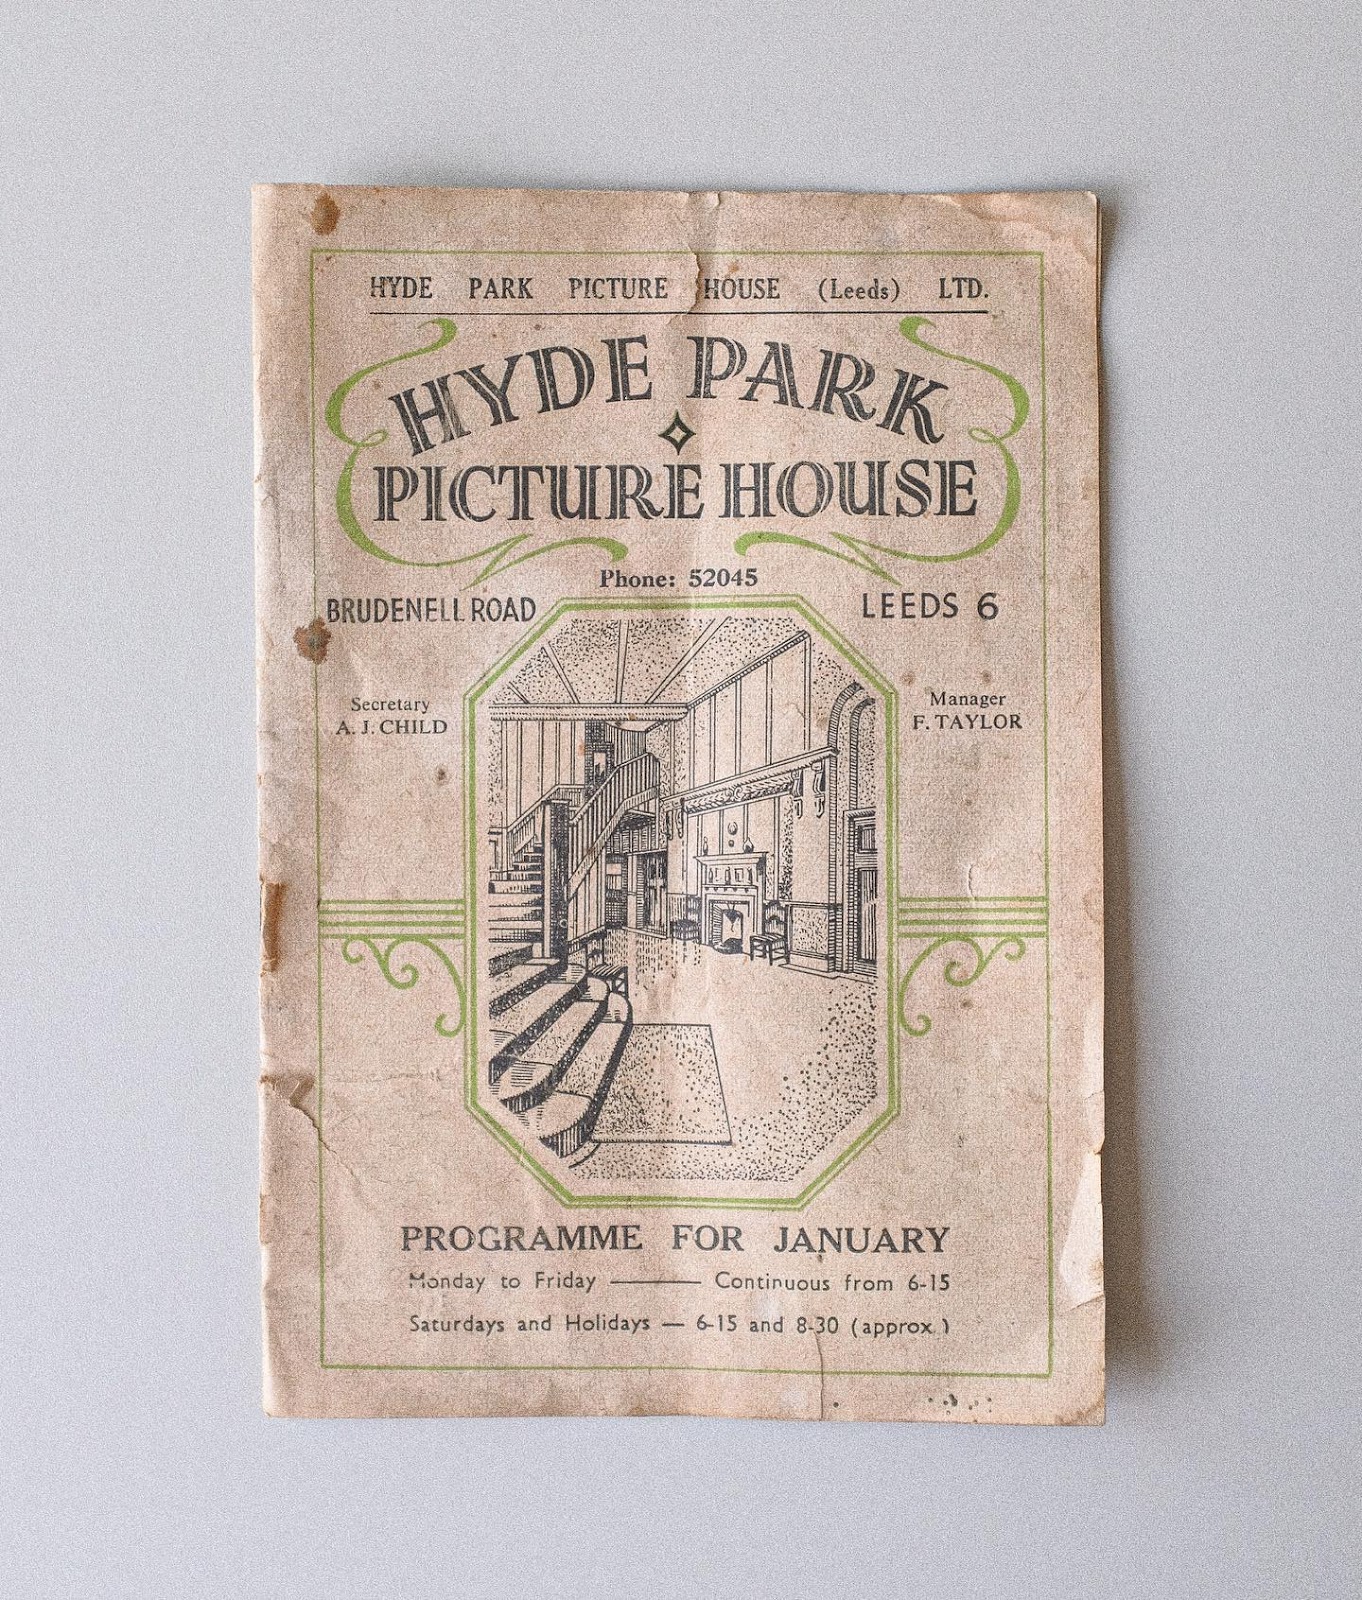 HYDE PARK PICTURE HOUSE (Leeds) LTD.
HYDE PARK
PICTURE HOUSE
Phone: 52045
BRUDENELL ROAD
LEEDS 6
Secretary
A. J. CHILD
Manager
F. TAYLOR
PROGRAMME FOR JANUARY
Monday to Friday —— Continuous from 6-15
Saturdays and Holidays — 6-15 and 8-30 (approx.)